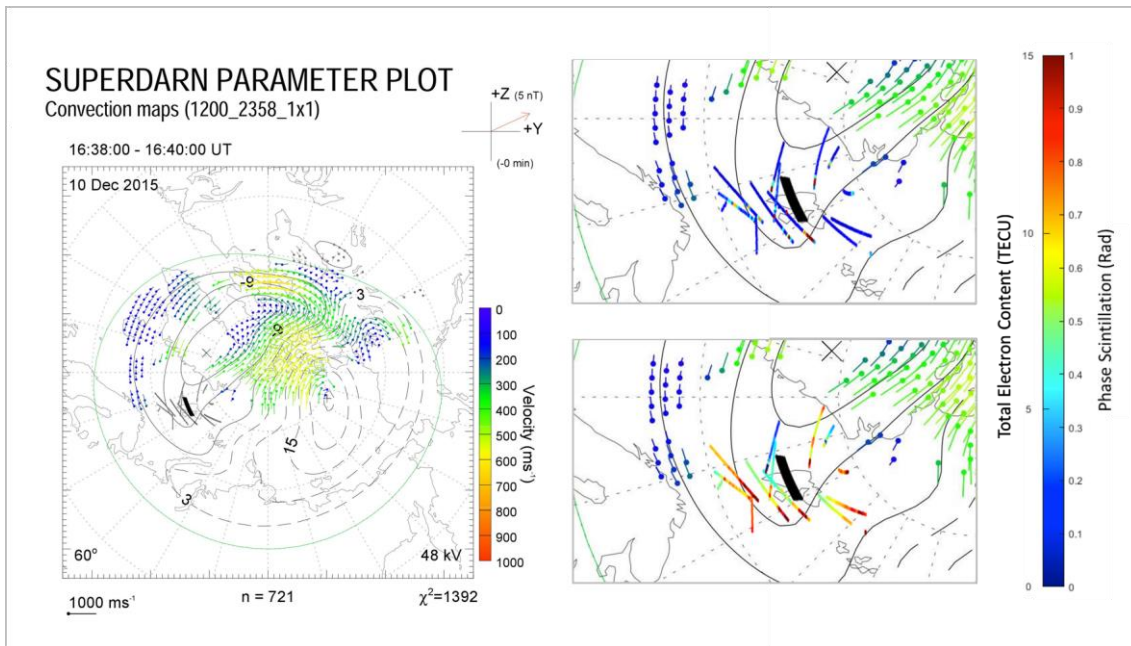 SUPERDARN PARAMETER PLOT
Convection maps (1200_2358_1x1)
+Z (5 nT)
+Y
(-0 min)
16:38:00 - 16:40:00 UT
10 Dec 2015
-9
3
-9
15
3
60°
48 kV
1000 ms⁻¹
n = 721
χ²=1392
0
100
200
300
400
500
600
700
800
900
1000
Velocity (ms⁻¹)
15
10
5
0
Total Electron Content (TECU)
1
0.9
0.8
0.7
0.6
0.5
0.4
0.3
0.2
0.1
0
Phase Scintillation (Rad)